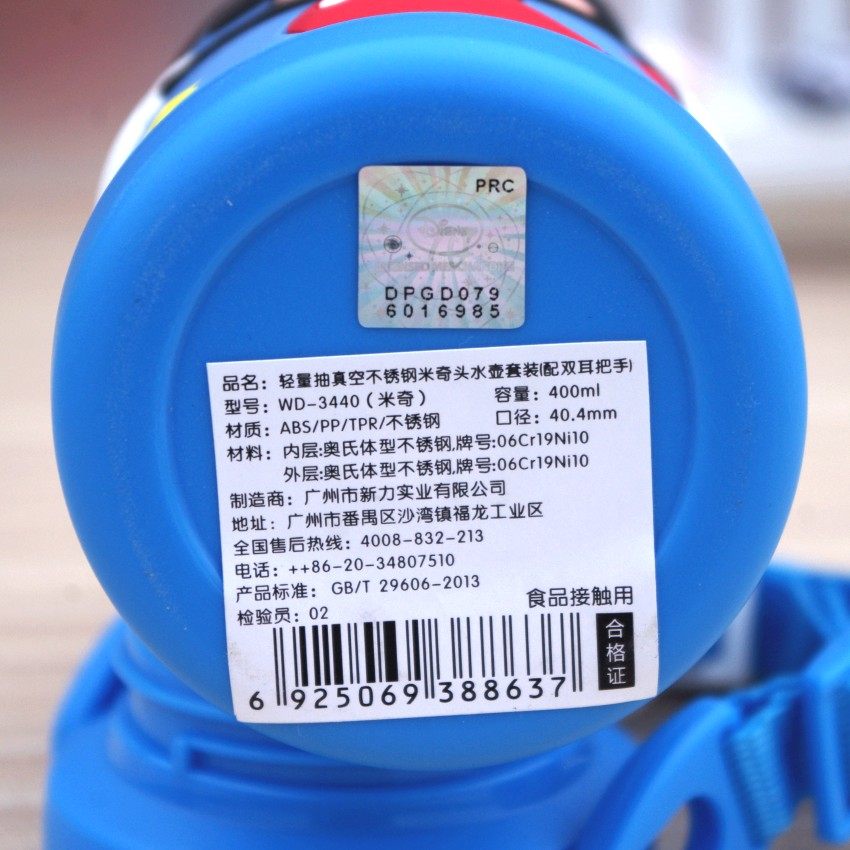 PRC
DPGD079
6016985
品名：轻量抽真空不锈钢米奇头水壶套装(配双耳把手)
型号：WD-3440（米奇） 容量：400ml
材质：ABS/PP/TPR/不锈钢 口径：40.4mm
材料：内层:奥氏体型不锈钢,牌号:06Cr19Ni10
外层:奥氏体型不锈钢,牌号:06Cr19Ni10
制造商：广州市新力实业有限公司
地址：广州市番禺区沙湾镇福龙工业区
全国售后热线：4008-832-213
电话：++86-20-34807510
产品标准：GB/T 29606-2013
检验员：02 食品接触用
合格证
6 925069 388637